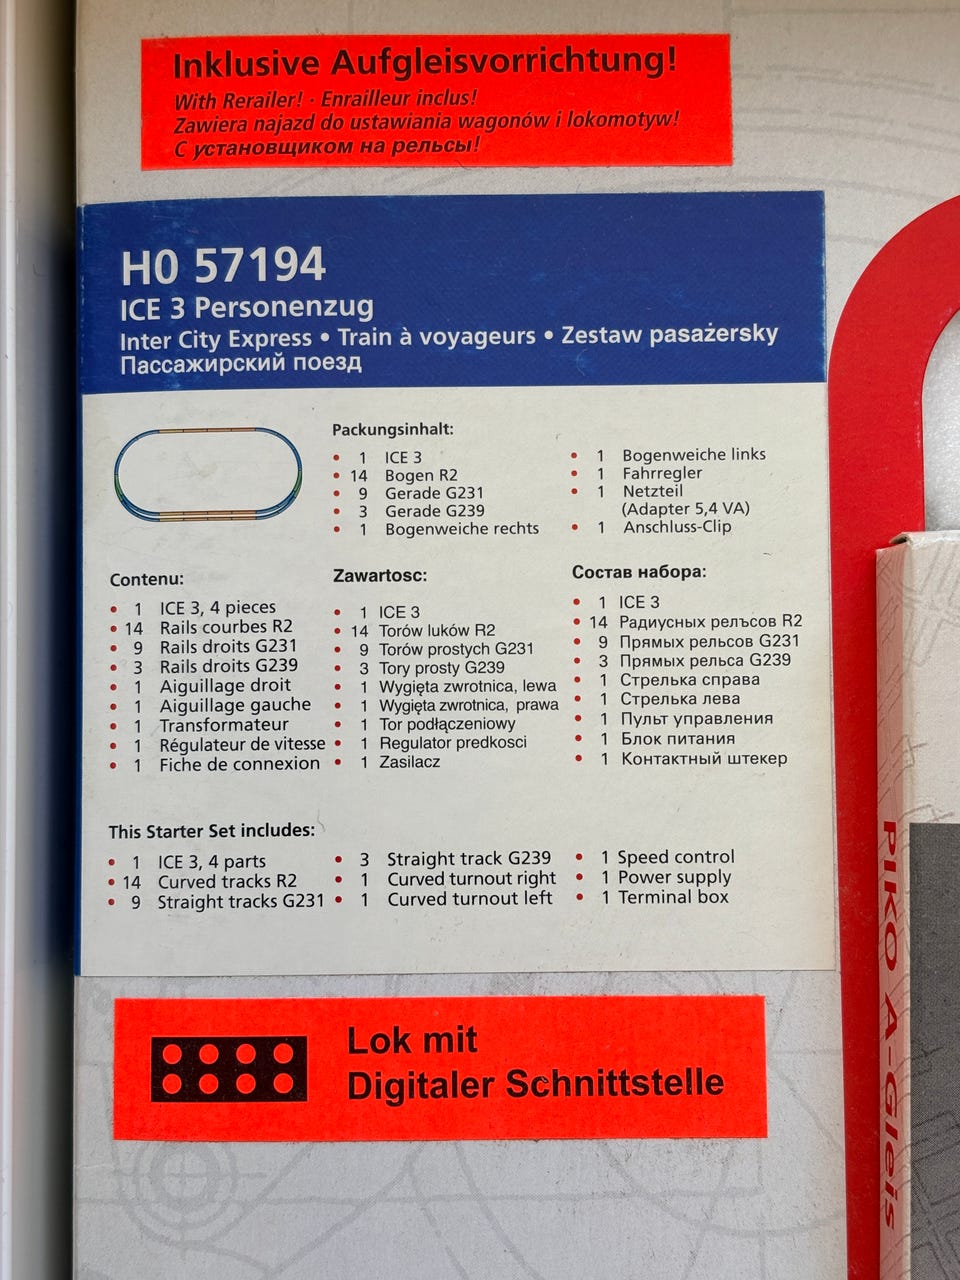 Inklusive Aufgleisvorrichtung!
With Rerailer! · Enrailleur inclus!
Zawiera najazd do ustawiania wagonów i lokomotyw!
С установщиком на рельсы!
H0 57194
ICE 3 Personenzug
Inter City Express • Train à voyageurs • Zestaw pasażersky
Пассажирский поезд
Packungsinhalt:
• 1 ICE 3
• 14 Bogen R2
• 9 Gerade G231
• 3 Gerade G239
• 1 Bogenweiche rechts
• 1 Bogenweiche links
• 1 Fahrregler
• 1 Netzteil
(Adapter 5,4 VA)
• 1 Anschluss-Clip
Contenu:
• 1 ICE 3, 4 pieces
• 14 Rails courbes R2
• 9 Rails droits G231
• 3 Rails droits G239
• 1 Aiguillage droit
• 1 Aiguillage gauche
• 1 Transformateur
• 1 Régulateur de vitesse
• 1 Fiche de connexion
Zawartosc:
• 1 ICE 3
• 14 Torów luków R2
• 9 Torów prostych G231
• 3 Tory prosty G239
• 1 Wygięta zwrotnica, lewa
• 1 Wygięta zwrotnica, prawa
• 1 Tor podłączeniowy
• 1 Regulator predkosci
• 1 Zasilacz
Состав набора:
• 1 ICE 3
• 14 Радиусных релъсов R2
• 9 Прямых рельсов G231
• 3 Прямых рельса G239
• 1 Стрелька справа
• 1 Стрелька лева
• 1 Пульт управления
• 1 Блок питания
• 1 Контактный штекер
This Starter Set includes:
• 1 ICE 3, 4 parts
• 14 Curved tracks R2
• 9 Straight tracks G231
• 3 Straight track G239
• 1 Curved turnout right
• 1 Curved turnout left
• 1 Speed control
• 1 Power supply
• 1 Terminal box
Lok mit
Digitaler Schnittstelle
PIKO A-Gleis